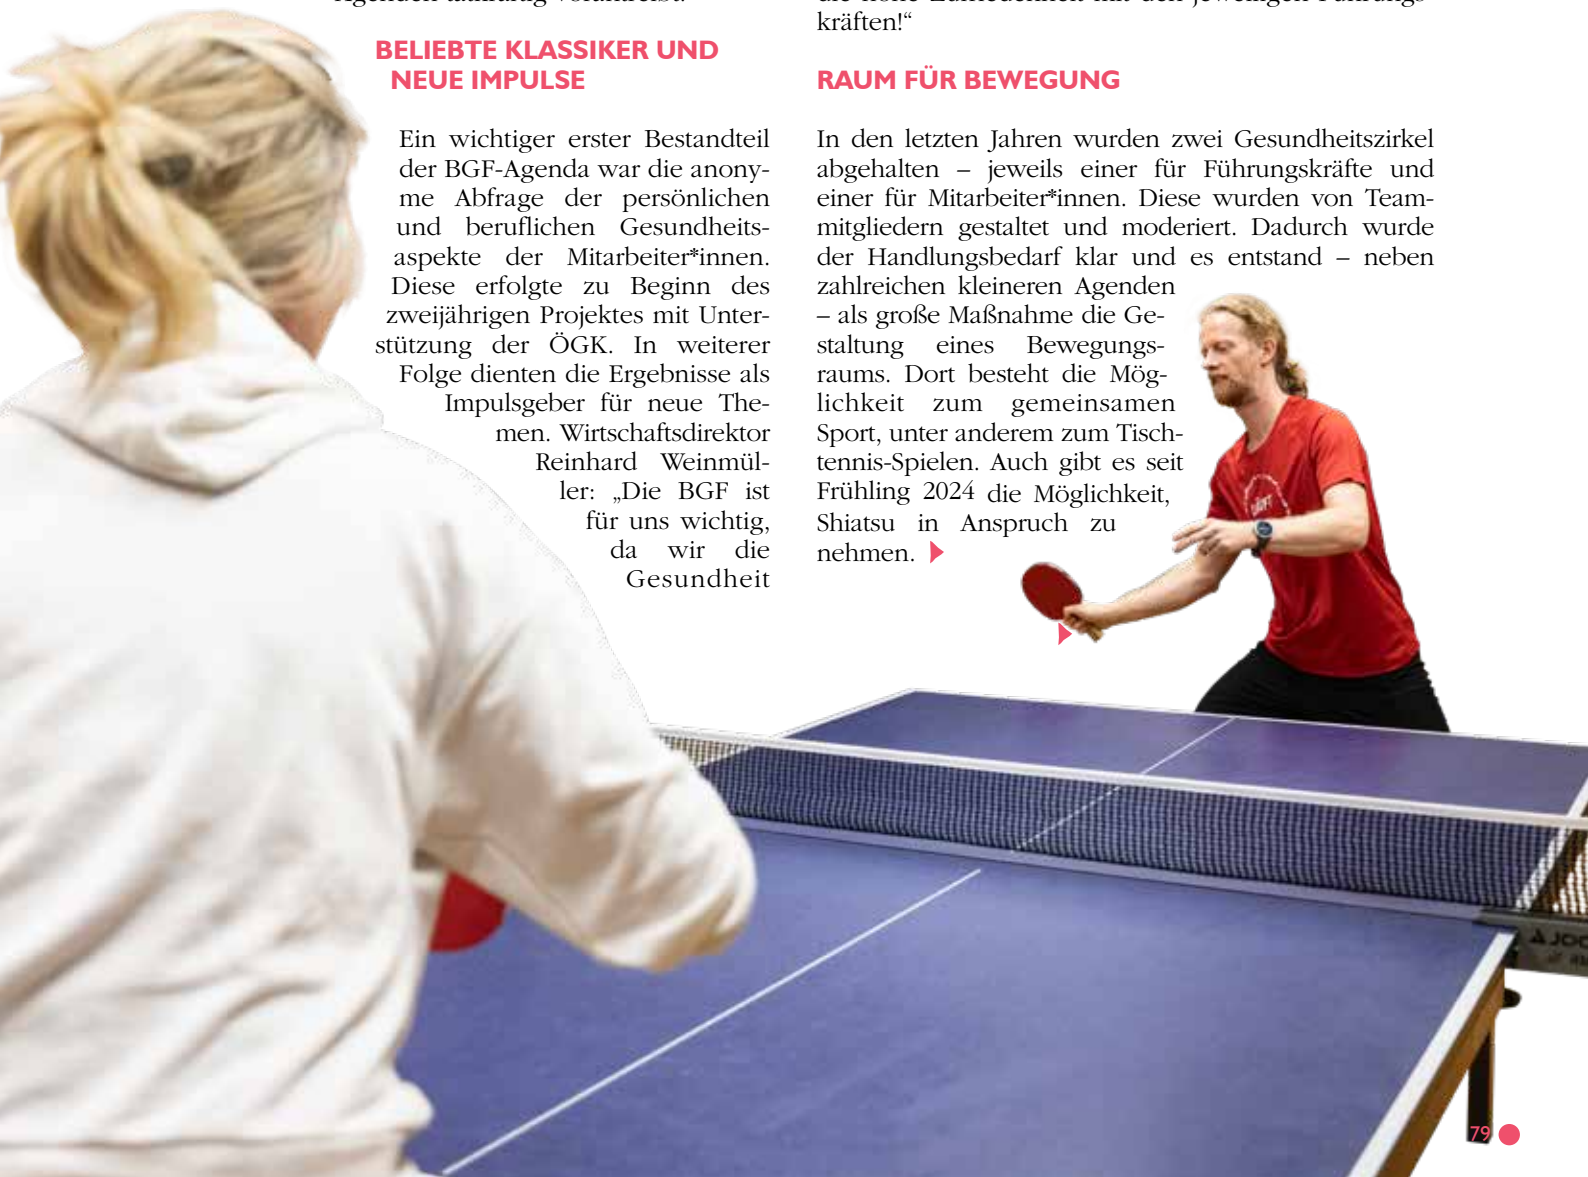 BELIEBTE KLASSIKER UND
NEUE IMPULSE
Ein wichtiger erster Bestandteil
der BGF-Agenda war die anony-
me Abfrage der persönlichen
und beruflichen Gesundheits-
aspekte der Mitarbeiter*innen.
Diese erfolgte zu Beginn des
zweijährigen Projektes mit Unter-
stützung der ÖGK. In weiterer
Folge dienten die Ergebnisse als
Impulsgeber für neue The-
men. Wirtschaftsdirektor
Reinhard Weinmül-
ler: „Die BGF ist
für uns wichtig,
da wir die
Gesundheit
kräften!“
RAUM FÜR BEWEGUNG
In den letzten Jahren wurden zwei Gesundheitszirkel
abgehalten – jeweils einer für Führungskräfte und
einer für Mitarbeiter*innen. Diese wurden von Team-
mitgliedern gestaltet und moderiert. Dadurch wurde
der Handlungsbedarf klar und es entstand – neben
zahlreichen kleineren Agenden
– als große Maßnahme die Ge-
staltung eines Bewegungs-
raums. Dort besteht die Mög-
lichkeit zum gemeinsamen
Sport, unter anderem zum Tisch-
tennis-Spielen. Auch gibt es seit
Frühling 2024 die Möglichkeit,
Shiatsu in Anspruch zu
nehmen.
79